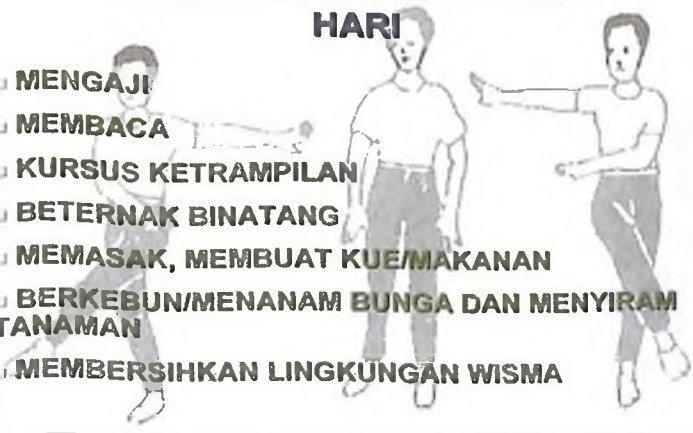 HARI
MENGAJI
MEMBACA
KURSUS KETRAMPILAN
BETERNAK BINATANG
MEMASAK, MEMBUAT KUE/MAKANAN
BERKEBUN/MENANAM BUNGA DAN MENYIRAM
TANAMAN
MEMBERSIHKAN LINGKUNGAN WISMA